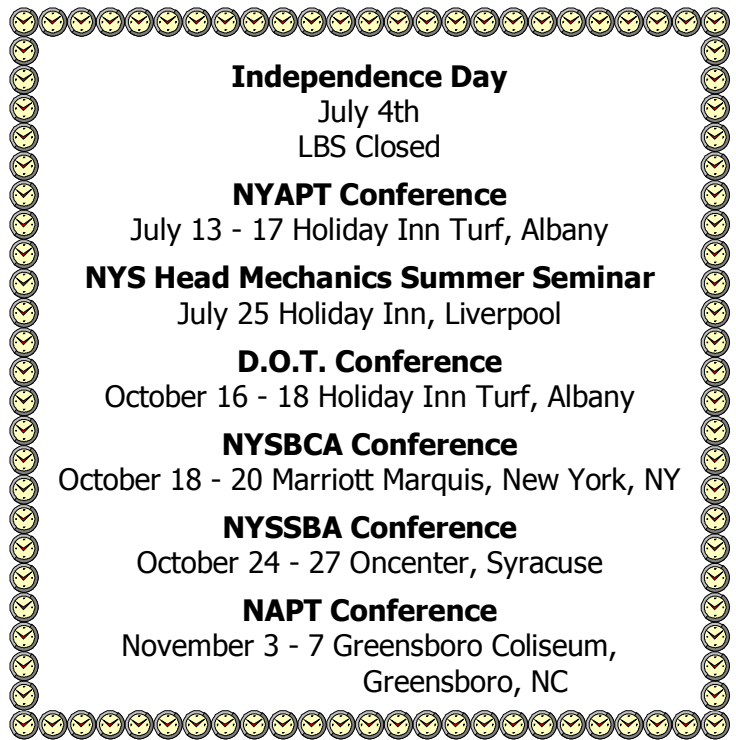 Independence Day
July 4th
LBS Closed
NYAPT Conference
July 13 - 17 Holiday Inn Turf, Albany
NYS Head Mechanics Summer Seminar
July 25 Holiday Inn, Liverpool
D.O.T. Conference
October 16 - 18 Holiday Inn Turf, Albany
NYSBCA Conference
October 18 - 20 Marriott Marquis, New York, NY
NYSSBA Conference
October 24 - 27 Oncenter, Syracuse
NAPT Conference
November 3 - 7 Greensboro Coliseum,
Greensboro, NC